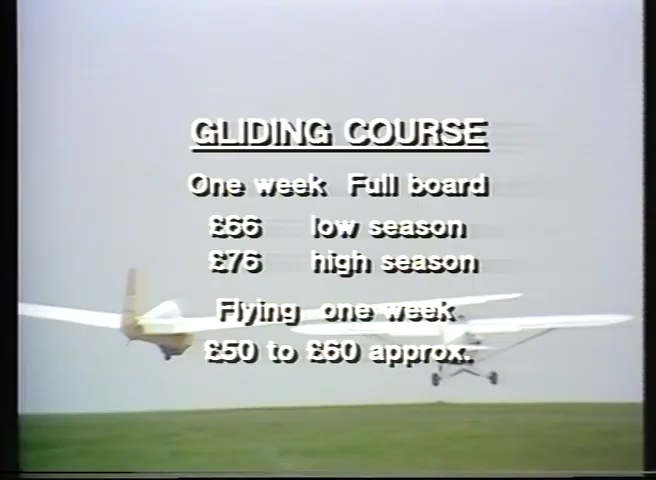 GLIDING COURSE
One week Full board
£66 low season
£76 high season
Flying one week
£50 to £60 approx.